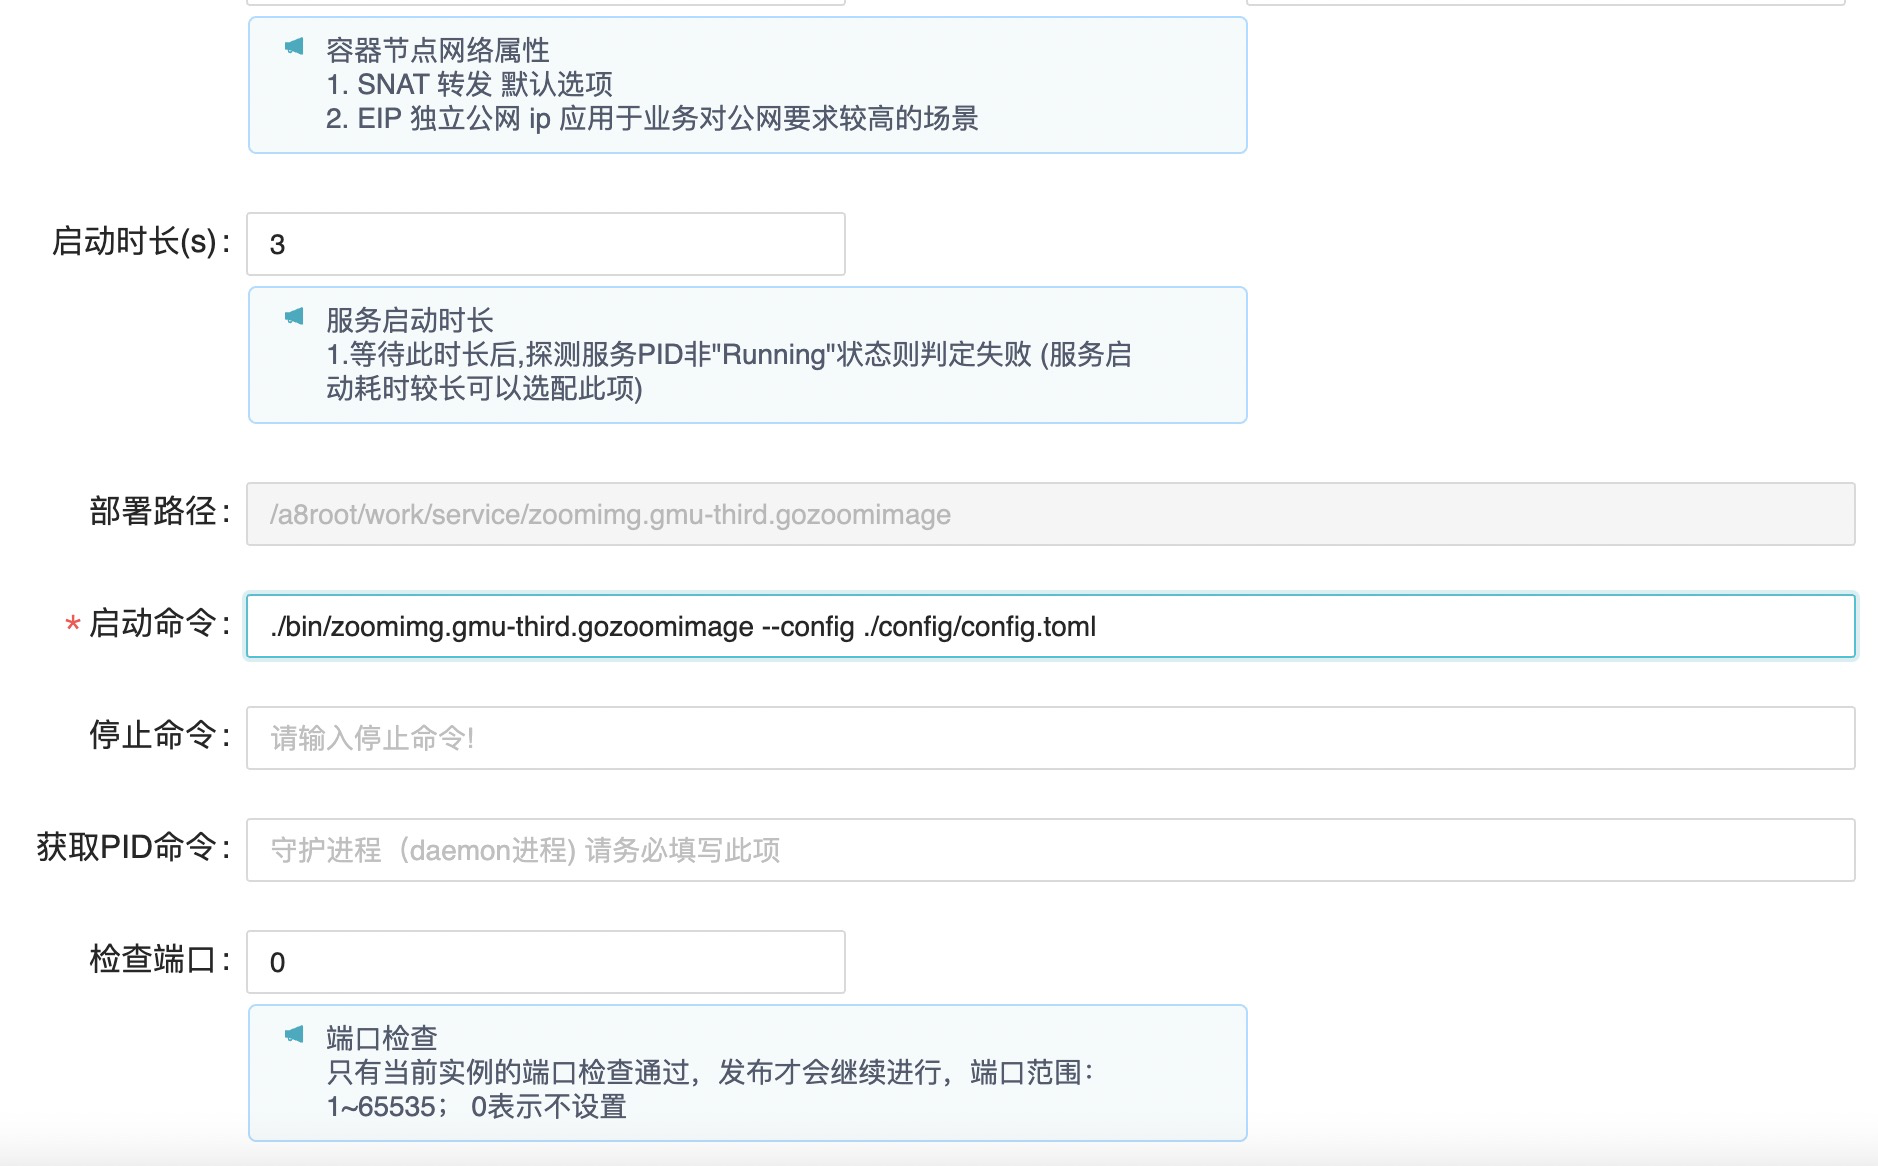 容器节点网络属性
1. SNAT 转发 默认选项
2. EIP 独立公网 ip 应用于业务对公网要求较高的场景
启动时长(s)：
3
服务启动时长
1.等待此时长后,探测服务PID非"Running"状态则判定失败 (服务启
动耗时较长可以选配此项)
部署路径：
/a8root/work/service/zoomimg.gmu-third.gozoomimage
* 启动命令：
./bin/zoomimg.gmu-third.gozoomimage --config ./config/config.toml
停止命令：
请输入停止命令!
获取PID命令：
守护进程（daemon进程) 请务必填写此项
检查端口：
0
端口检查
只有当前实例的端口检查通过，发布才会继续进行，端口范围：
1~65535； 0表示不设置